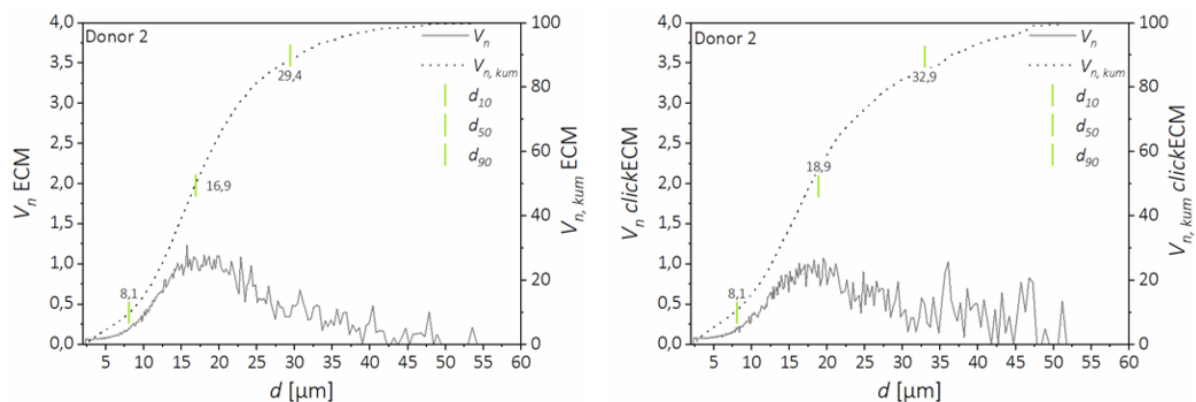 Donor 2
V_n
V_n, kum
d_10
d_50
d_90
4,0
3,5
3,0
2,5
2,0
1,5
1,0
0,5
0,0
V_n ECM
100
80
60
40
20
0
V_n, kum ECM
29,4
16,9
8,1
5 10 15 20 25 30 35 40 45 50 55 60
d [µm]
Donor 2
V_n
V_n, kum
d_10
d_50
d_90
4,0
3,5
3,0
2,5
2,0
1,5
1,0
0,5
0,0
V_n clickECM
100
80
60
40
20
0
V_n, kum clickECM
32,9
18,9
8,1
5 10 15 20 25 30 35 40 45 50 55 60
d [µm]